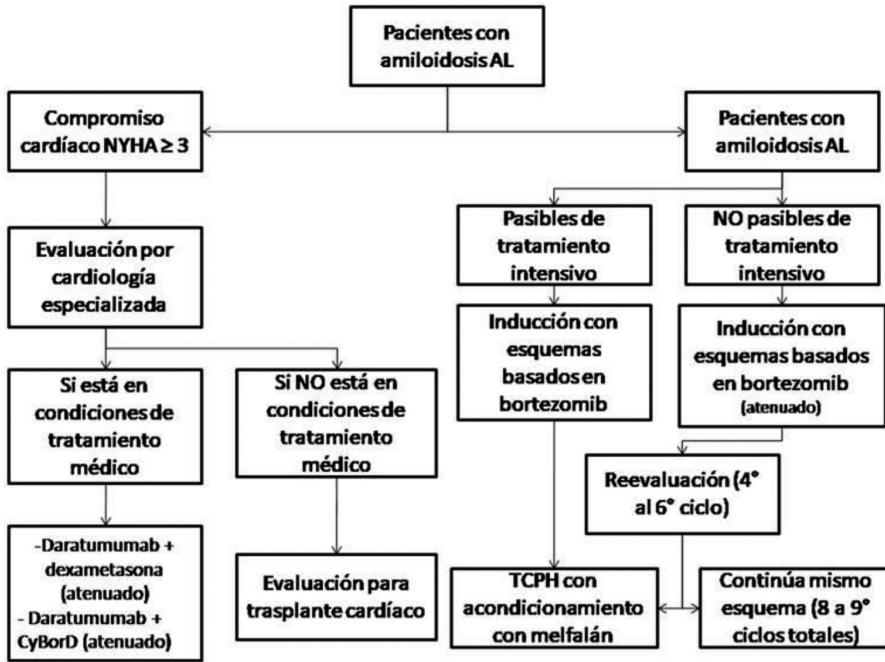 Pacientes con
amiloidosis AL
Compromiso
cardíaco NYHA ≥ 3
Pacientes con
amiloidosis AL
Evaluación por
cardiología
especializada
Pasibles de
tratamiento
intensivo
NO pasibles de
tratamiento
intensivo
Si está en
condiciones de
tratamiento
médico
Si NO está en
condiciones de
tratamiento
médico
Inducción con
esquemas
basados en
bortezomib
Inducción con
esquemas basados
en bortezomib
(atenuado)
Reevaluación (4°
al 6° ciclo)
-Daratumumab +
dexametasona
(atenuado)
- Daratumumab +
CyBorD (atenuado)
Evaluación para
trasplante cardíaco
TCPH con
acondicionamiento
con melfalán
Continúa mismo
esquema (8 a 9°
ciclos totales)